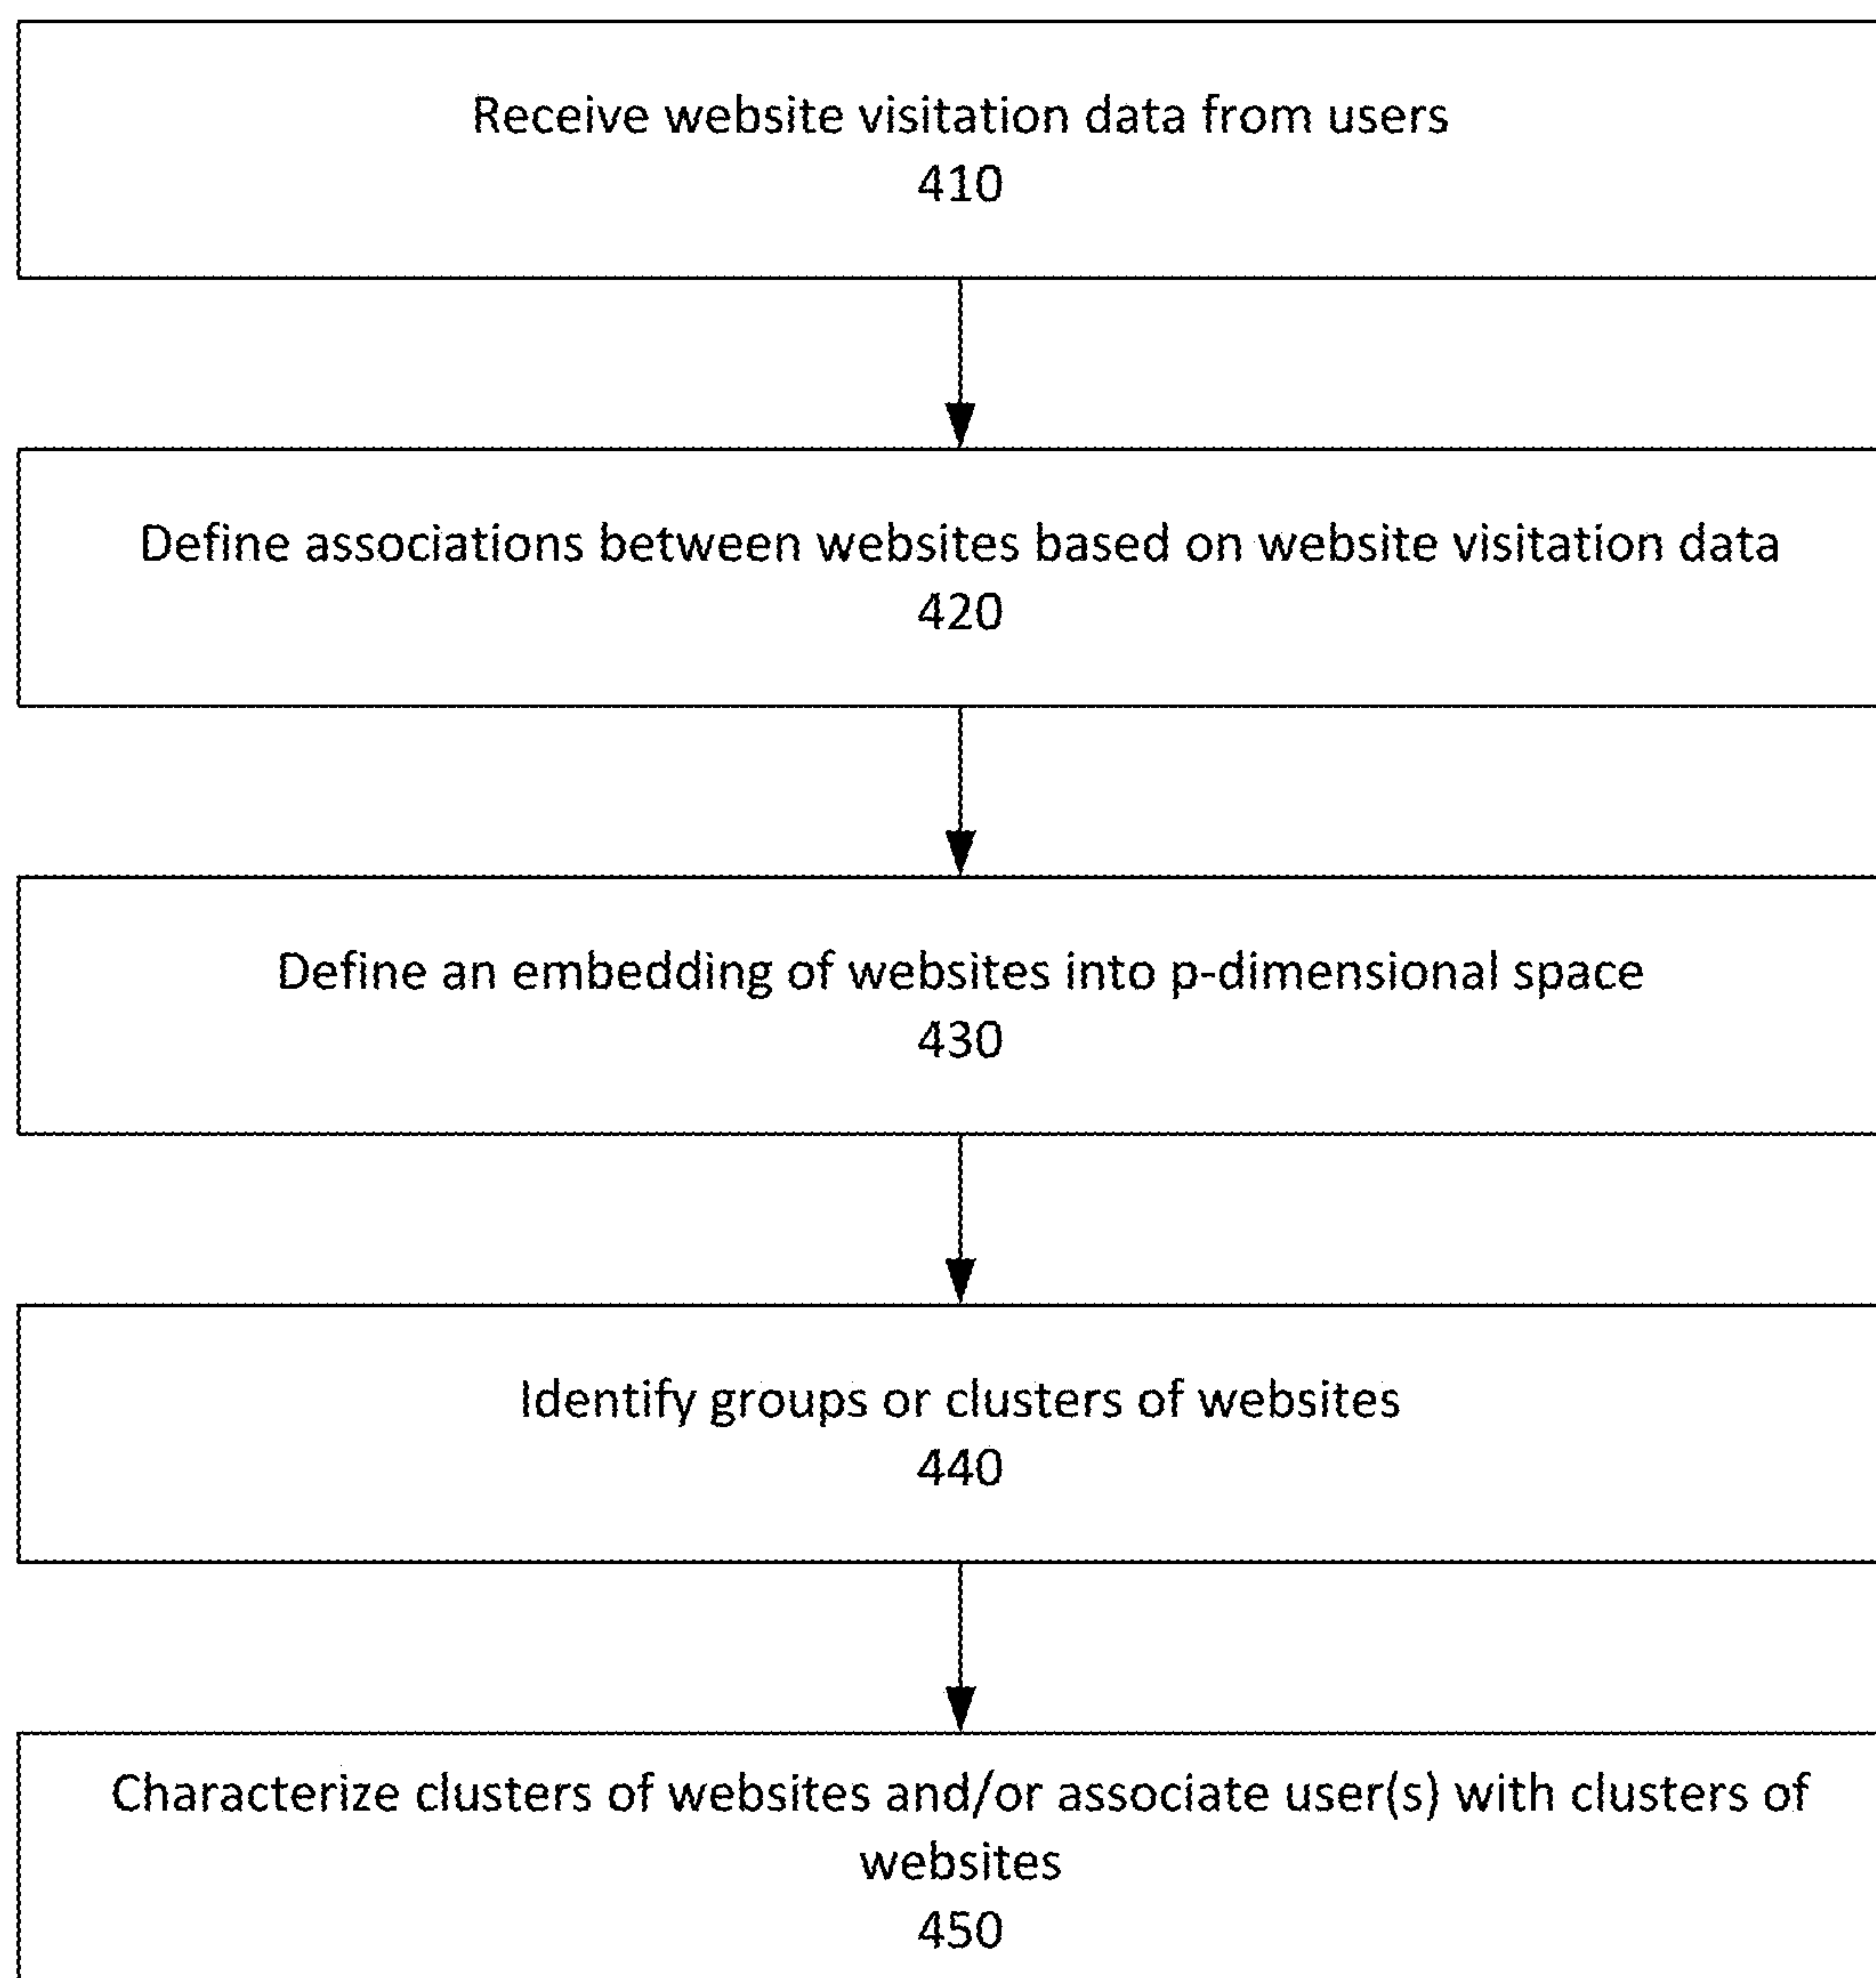 Receive website visitation data from users
410
Define associations between websites based on website visitation data
420
Define an embedding of websites into p-dimensional space
430
Identify groups or clusters of websites
440
Characterize clusters of websites and/or associate user(s) with clusters of
websites
450